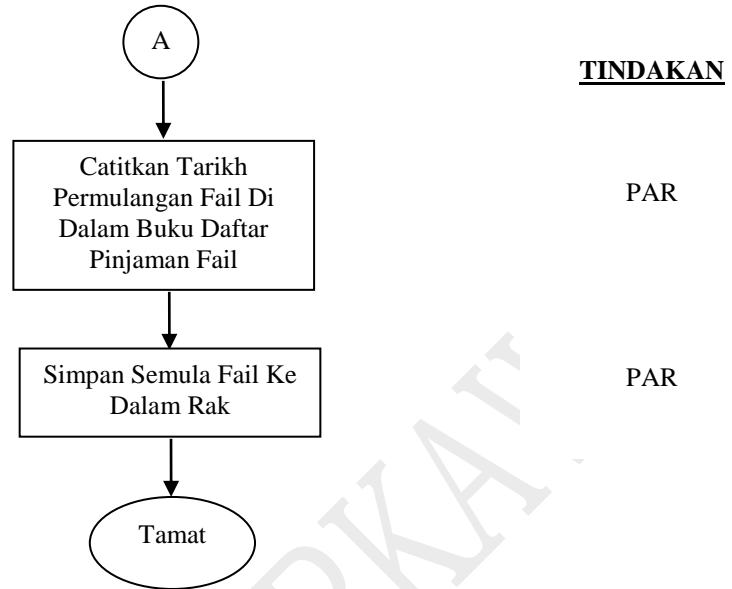 A
TINDAKAN
Catitkan Tarikh
Permulangan Fail Di
Dalam Buku Daftar
Pinjaman Fail
PAR
Simpan Semula Fail Ke
Dalam Rak
PAR
Tamat